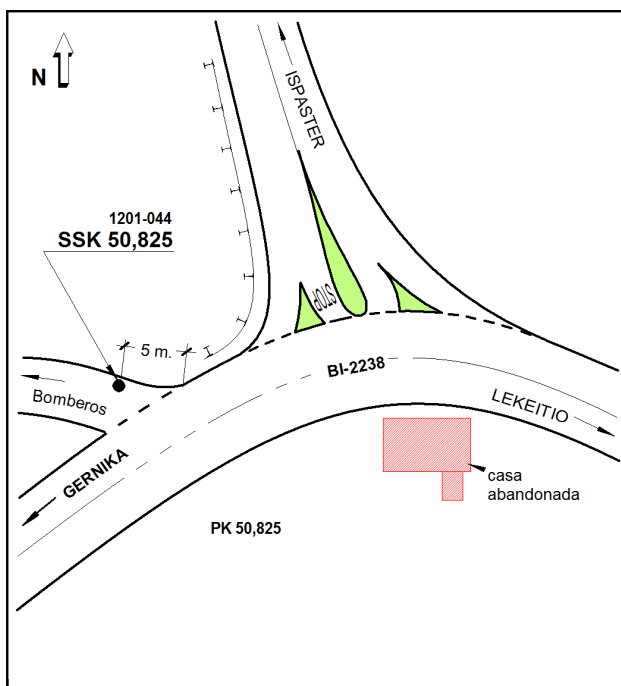 N
ISPASTER
1201-044
SSK 50,825
STOP
5 m.
BI-2238
Bomberos
LEKEITIO
GERNIKA
casa
abandonada
PK 50,825